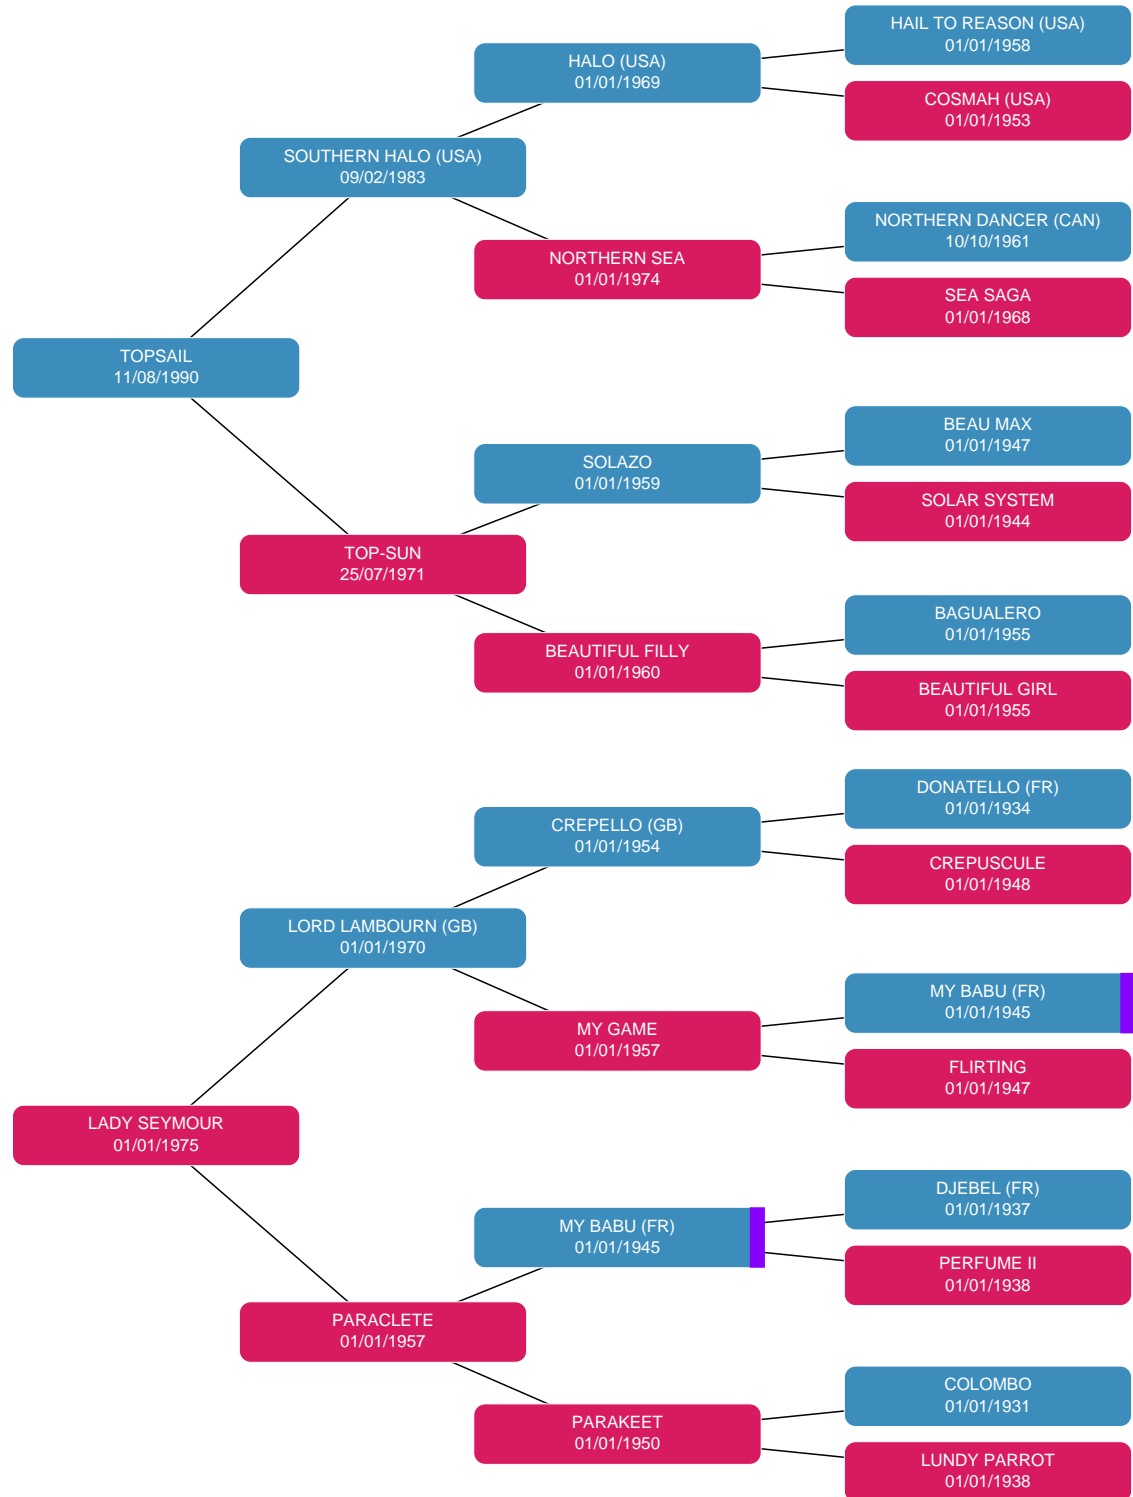 HAIL TO REASON (USA)
01/01/1958
HALO (USA)
01/01/1969
COSMAH (USA)
01/01/1953
SOUTHERN HALO (USA)
09/02/1983
NORTHERN DANCER (CAN)
10/10/1961
NORTHERN SEA
01/01/1974
SEA SAGA
01/01/1968
TOPSAIL
11/08/1990
BEAU MAX
01/01/1947
SOLAZO
01/01/1959
SOLAR SYSTEM
01/01/1944
TOP-SUN
25/07/1971
BAGUALERO
01/01/1955
BEAUTIFUL FILLY
01/01/1960
BEAUTIFUL GIRL
01/01/1955
DONATELLO (FR)
01/01/1934
CREPELLO (GB)
01/01/1954
CREPUSCULE
01/01/1948
LORD LAMBOURN (GB)
01/01/1970
MY BABU (FR)
01/01/1945
MY GAME
01/01/1957
FLIRTING
01/01/1947
LADY SEYMOUR
01/01/1975
DJEBEL (FR)
01/01/1937
MY BABU (FR)
01/01/1945
PERFUME II
01/01/1938
PARACLETE
01/01/1957
COLOMBO
01/01/1931
PARAKEET
01/01/1950
LUNDY PARROT
01/01/1938